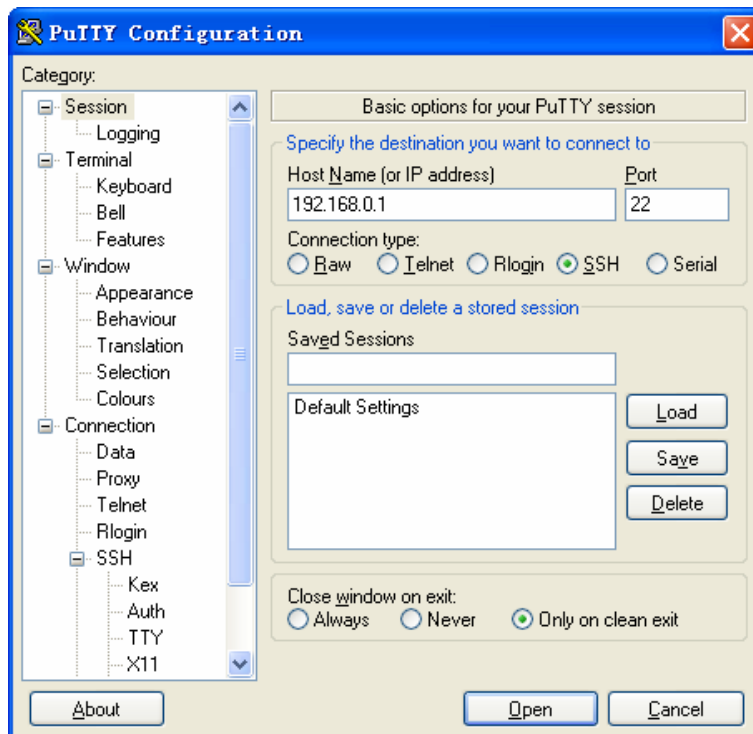 PuTTY Configuration
Category:
Session
Logging
Terminal
Keyboard
Bell
Features
Window
Appearance
Behaviour
Translation
Selection
Colours
Connection
Data
Proxy
Telnet
Rlogin
SSH
Kex
Auth
TTY
X11
Basic options for your PuTTY session
Specify the destination you want to connect to
Host Name (or IP address) Port
192.168.0.1 22
Connection type:
Raw Telnet Rlogin SSH Serial
Load, save or delete a stored session
Saved Sessions
Default Settings
Load
Save
Delete
Close window on exit:
Always Never Only on clean exit
About Open Cancel